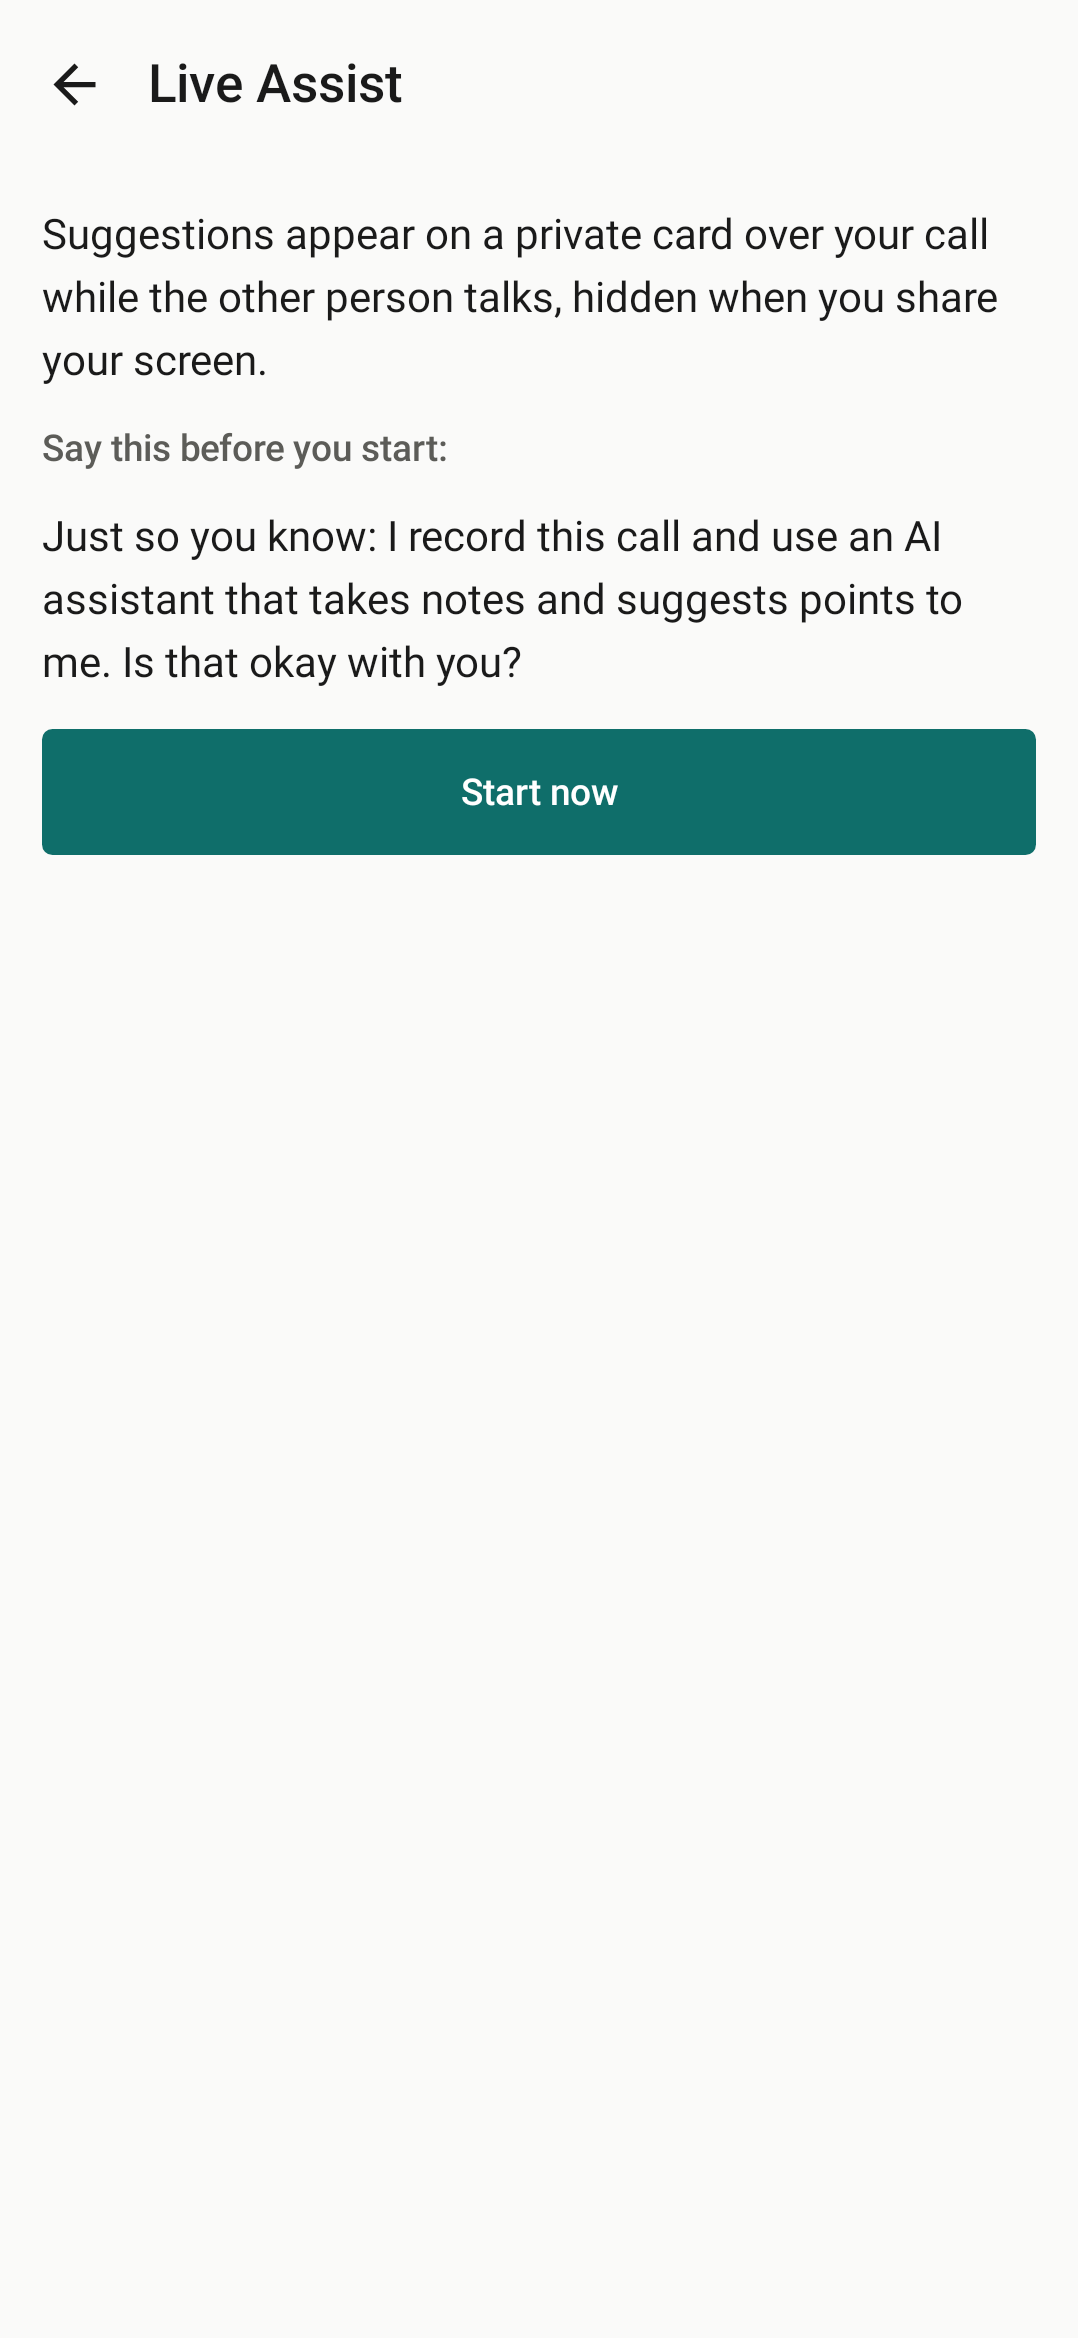 Live Assist
Suggestions appear on a private card over your call
while the other person talks, hidden when you share
your screen.
Say this before you start:
Just so you know: I record this call and use an AI
assistant that takes notes and suggests points to
me. Is that okay with you?
Start now